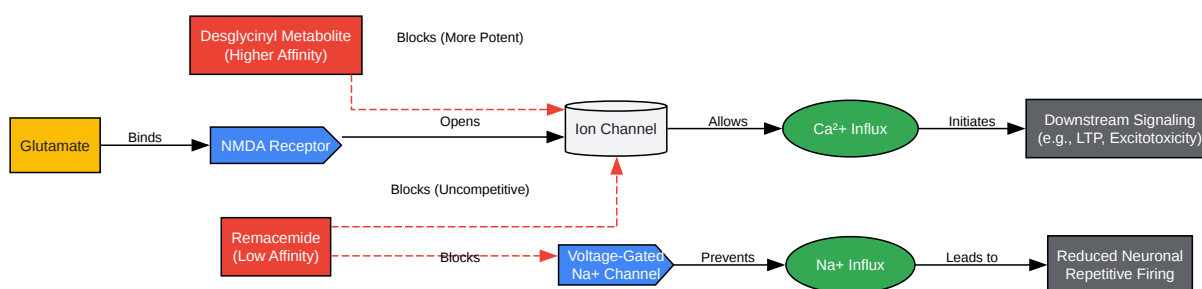 Desglycinyl Metabolite
(Higher Affinity)
Blocks (More Potent)
Glutamate
Binds
NMDA Receptor
Opens
Ion Channel
Allows
Ca²+ Influx
Initiates
Downstream Signaling
(e.g., LTP, Excitotoxicity)
Blocks (Uncompetitive)
Remacemide
(Low Affinity)
Blocks
Voltage-Gated
Na+ Channel
Prevents
Na+ Influx
Leads to
Reduced Neuronal
Repetitive Firing